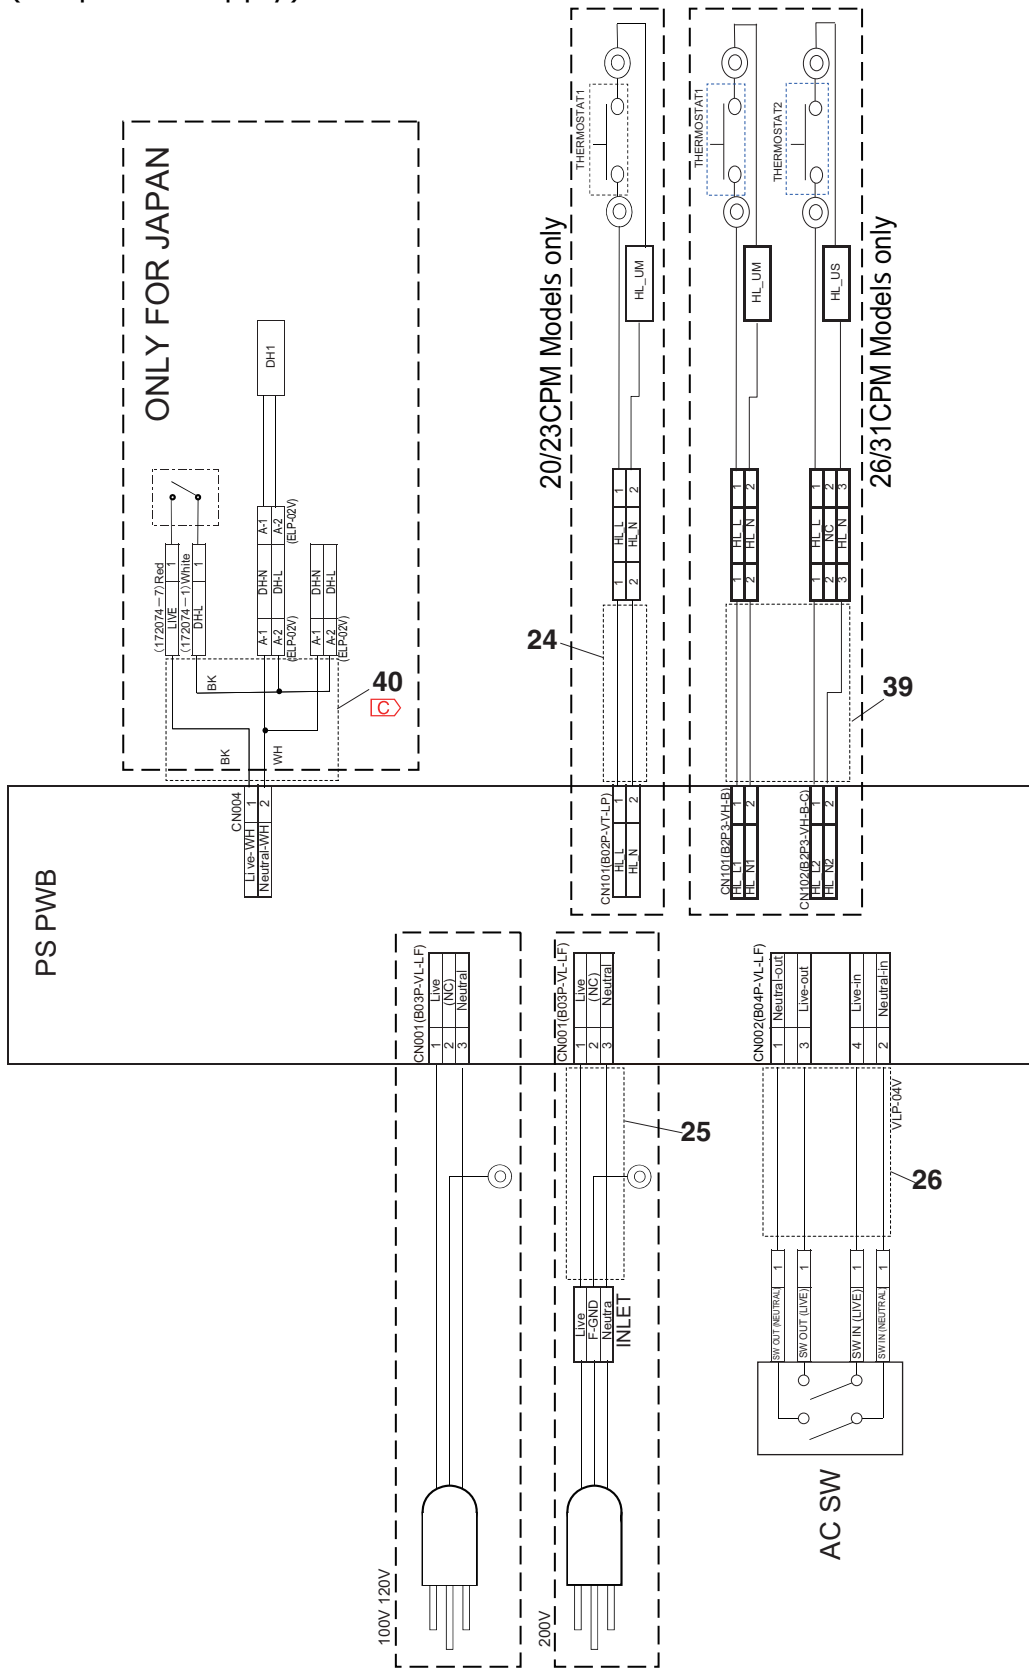 ONLY FOR JAPAN
(172074-7)Red
LIVE 1
(172074-1)White
DH-L 1
DH1
A-1 DH-N A-1
A-2 DH-L A-2
(ELP-02V) (ELP-02V)
A-1 DH-N
A-2 DH-L
(ELP-02V)
BK
BK
WH
40
C
CN004
Live-WH 1
Neutral-WH 2
PS PWB
20/23CPM Models only
THERMOSTAT1
HL_UM
1 HL_L 1
2 HL_N 2
24
CN101(B02P-VT-LP)
HL_L 1
HL_N 2
26/31CPM Models only
THERMOSTAT1
THERMOSTAT2
HL_UM
HL_US
1 HL_L 1
2 HL_N 2
1 HL_L 1
2 NC 2
3 HL_N 3
39
CN101(B2P3-VH-B)
HL_L1 1
HL_N1 2
CN102(B2P3-VH-B-C)
HL_L2 1
HL_N2 2
CN001(B03P-VL-LF)
1 Live
2 (NC)
3 Neutral
100V 120V
CN001(B03P-VL-LF)
1 Live
2 (NC)
3 Neutral
25
Live
F-GND
Neutra
INLET
200V
CN002(B04P-VL-LF)
1 Neutral-out
3 Live-out
4 Live-in
2 Neutral-in
VLP-04V
26
SW OUT (NEUTRAL) 1
SW OUT (LIVE) 1
SW IN (LIVE) 1
SW IN (NEUTRAL) 1
AC SW